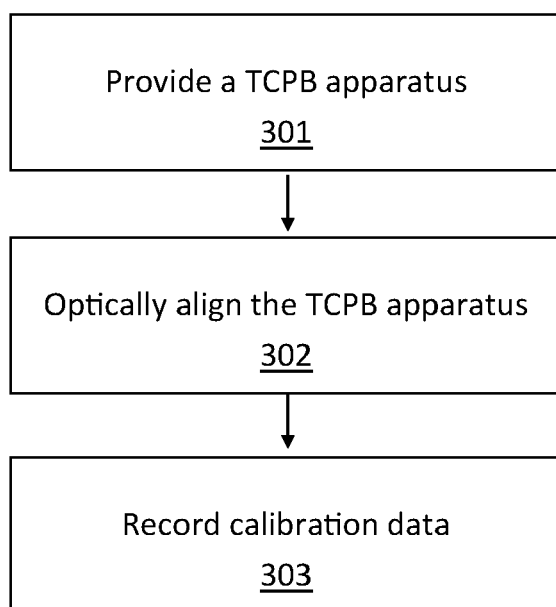 Provide a TCPB apparatus
301
Optically align the TCPB apparatus
302
Record calibration data
303